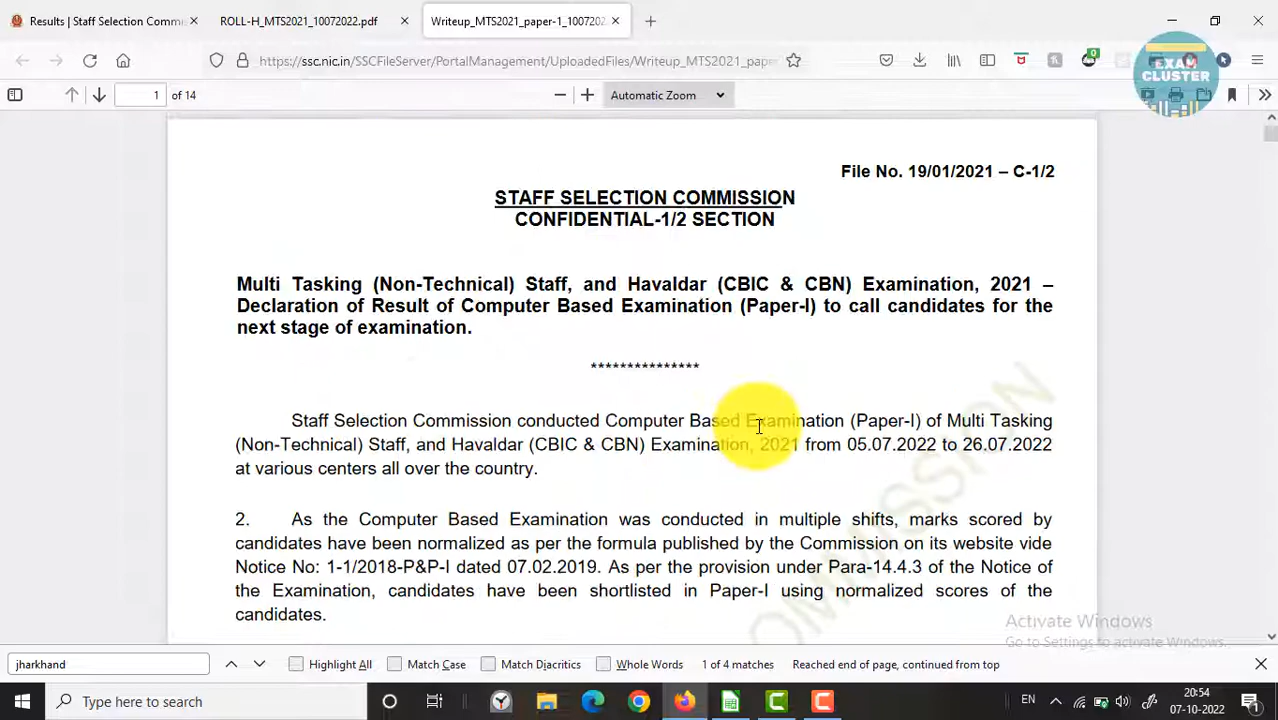 Results | Staff Selection Commis
ROLL-H_MTS2021_10072022.pdf
Writeup_MTS2021_paper-1_100720
https://ssc.nic.in/SSCFileServer/PortalManagement/UploadedFiles/Writeup_MTS2021_pape
EXAM
CLUSTER
1 of 14
Automatic Zoom
File No. 19/01/2021 – C-1/2
STAFF SELECTION COMMISSION
CONFIDENTIAL-1/2 SECTION
Multi Tasking (Non-Technical) Staff, and Havaldar (CBIC & CBN) Examination, 2021 –
Declaration of Result of Computer Based Examination (Paper-I) to call candidates for the
next stage of examination.
***************
Staff Selection Commission conducted Computer Based Examination (Paper-I) of Multi Tasking
(Non-Technical) Staff, and Havaldar (CBIC & CBN) Examination, 2021 from 05.07.2022 to 26.07.2022
at various centers all over the country.
2. As the Computer Based Examination was conducted in multiple shifts, marks scored by
candidates have been normalized as per the formula published by the Commission on its website vide
Notice No: 1-1/2018-P&P-I dated 07.02.2019. As per the provision under Para-14.4.3 of the Notice of
the Examination, candidates have been shortlisted in Paper-I using normalized scores of the
candidates.
OMMISSION
Activate Windows
Go to Settings to activate Windows.
jharkhand
Highlight All
Match Case
Match Diacritics
Whole Words
1 of 4 matches
Reached end of page, continued from top
Type here to search
EN
20:54
07-10-2022